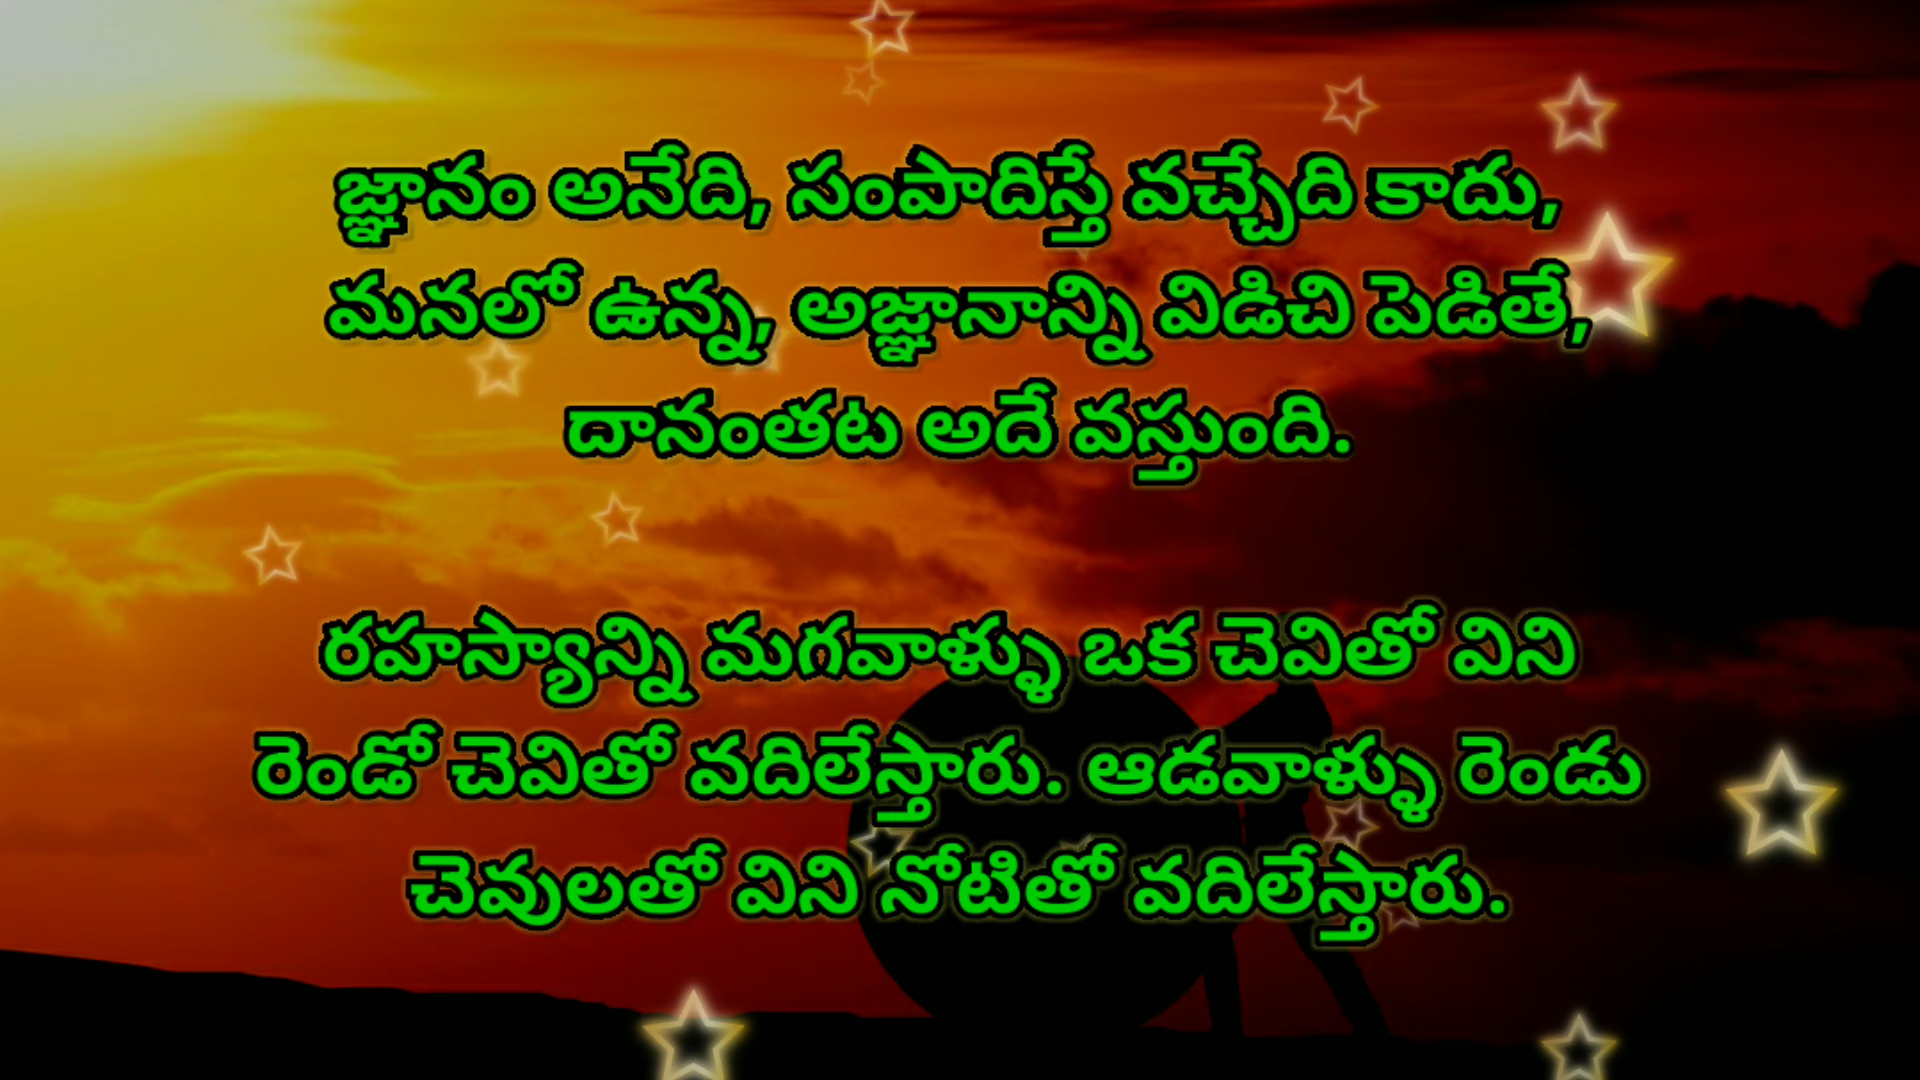 జ్ఞానం అనేది, సంపాదిస్తే వచ్చేది కాదు,
మనలో ఉన్న, అజ్ఞానాన్ని విడిచి పెడితే,
దానంతట అదే వస్తుంది.
రహస్యాన్ని మగవాళ్ళు ఒక చెవితో విని
రెండో చెవితో వదిలేస్తారు. ఆడవాళ్ళు రెండు
చెవులతో విని నోటితో వదిలేస్తారు.